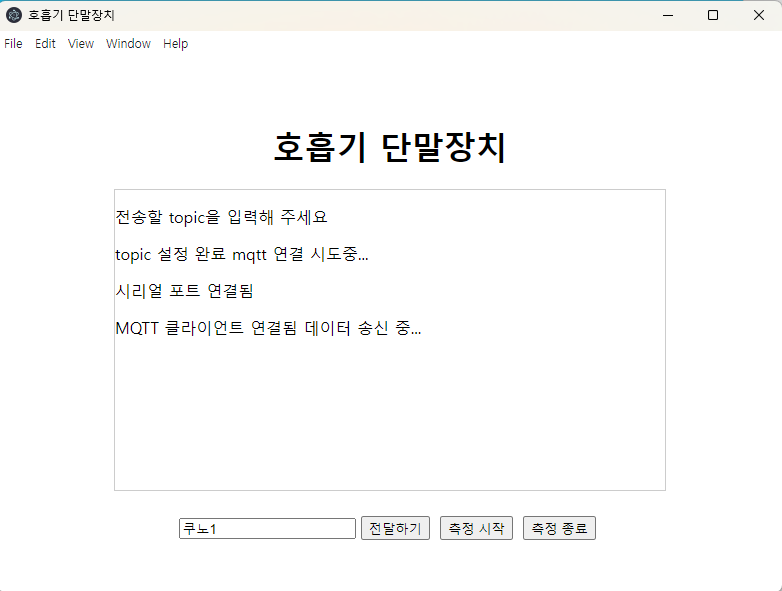 호흡기 단말장치
File Edit View Window Help
호흡기 단말장치
전송할 topic을 입력해 주세요
topic 설정 완료 mqtt 연결 시도중...
시리얼 포트 연결됨
MQTT 클라이언트 연결됨 데이터 송신 중...
쿠노1 전달하기 측정 시작 측정 종료